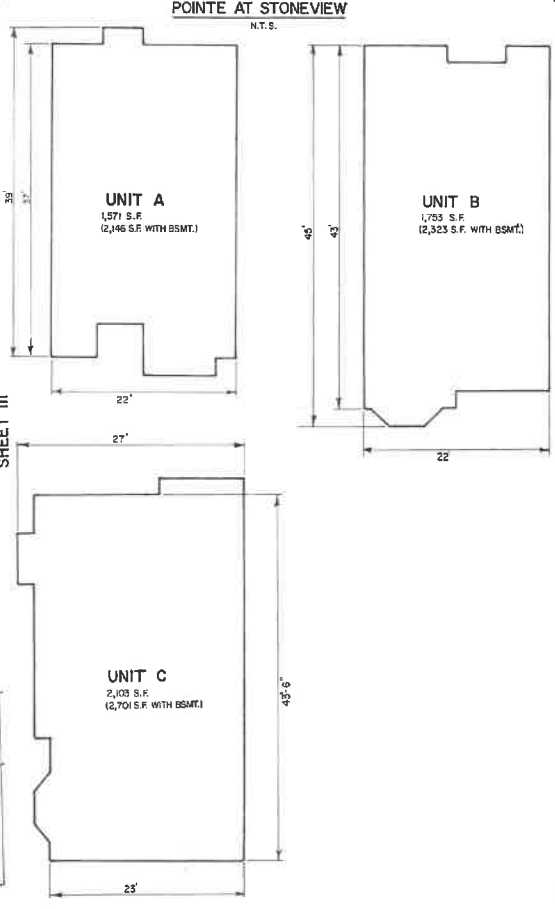 POINTE AT STONEVIEW
N.T.S.
39'
37'
UNIT A
1,571 S.F.
(2,146 S.F. WITH BSMT.)
22'
45'
43'
UNIT B
1,753 S.F.
(2,323 S.F. WITH BSMT.)
22'
SHEET III
27'
UNIT C
2,103 S.F.
(2,701 S.F. WITH BSMT.)
43'-6"
23'